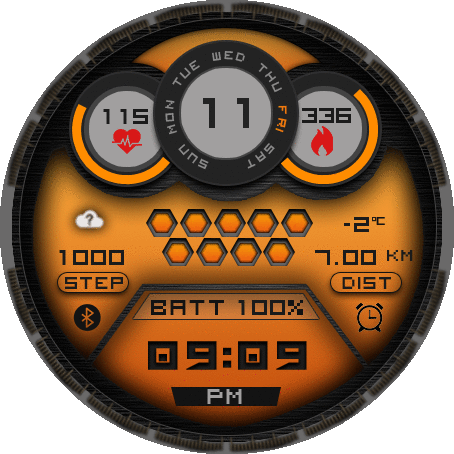 SUN MON TUE WED THU FRI SAT
115
11
336
?
-2°C
1000
7.00 KM
STEP
DIST
BATT 100%
09:09
PM